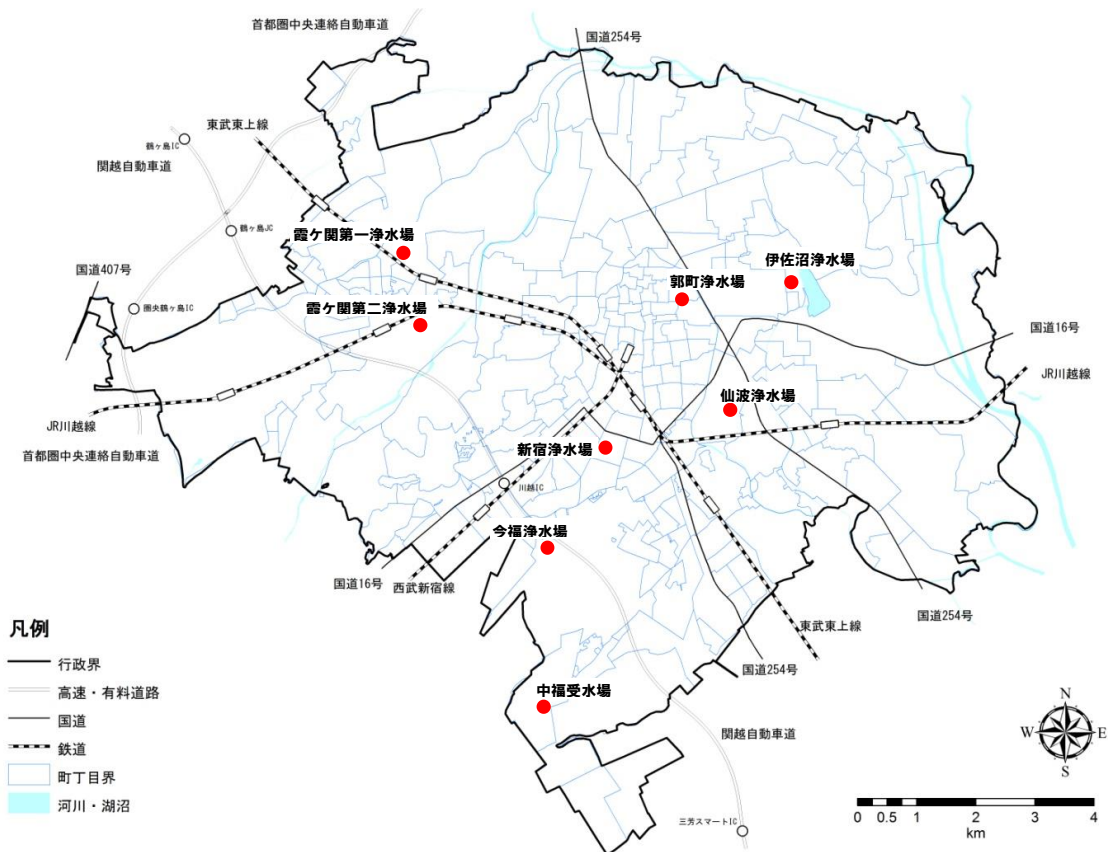 首都圏中央連絡自動車道
国道254号
東武東上線
鶴ヶ島IC
関越自動車道
鶴ヶ島JC
霞ケ関第一浄水場
伊佐沼浄水場
国道407号
郭町浄水場
圏央鶴ヶ島IC
霞ケ関第二浄水場
国道16号
JR川越線
仙波浄水場
JR川越線
新宿浄水場
首都圏中央連絡自動車道
川越IC
今福浄水場
国道16号
西武新宿線
国道254号
東武東上線
国道254号
中福受水場
関越自動車道
三芳スマートIC
凡例
行政界
高速・有料道路
国道
鉄道
町丁目界
河川・湖沼
N
W
E
S
0 0.5 1 2 3 4
km